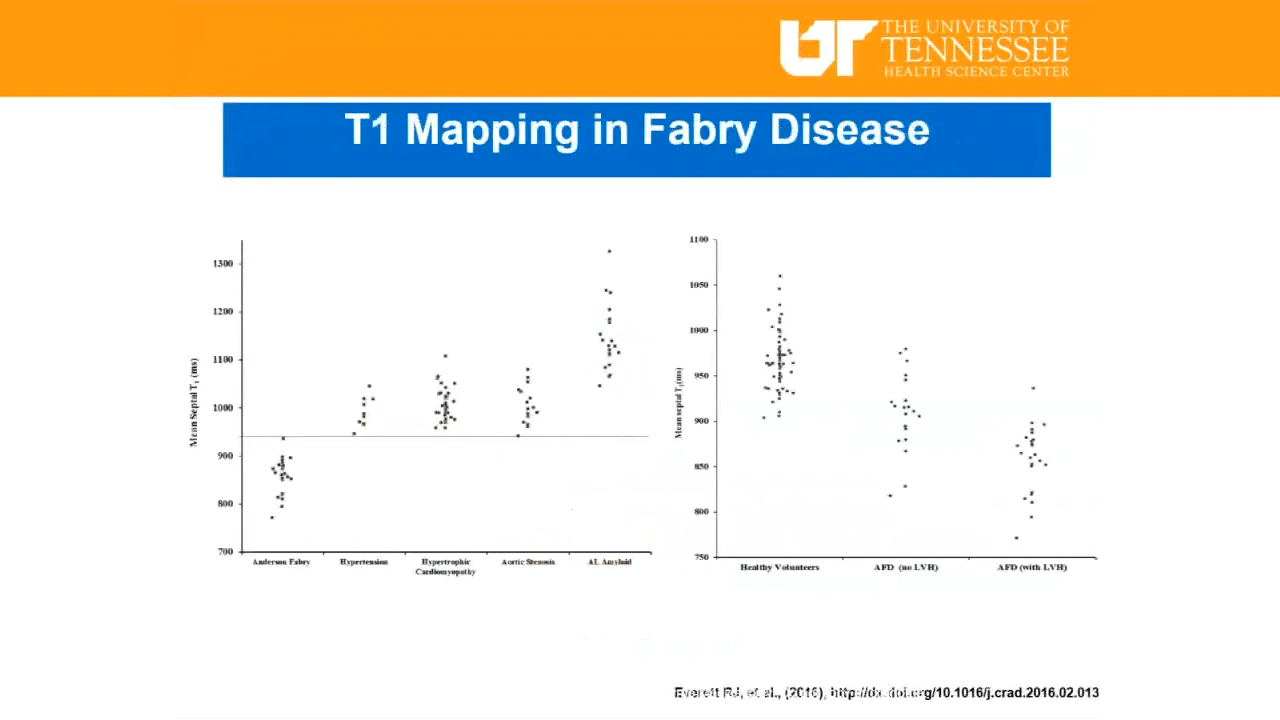 THE UNIVERSITY OF
UT TENNESSEE
HEALTH SCIENCE CENTER
T1 Mapping in Fabry Disease
1300
1200
1100
1000
900
800
700
Mean Septal T1 (ms)
Anderson Fabry
Hypertension
Hypertrophic
Cardiomyopathy
Aortic Stenosis
AL Amyloid
1100
1050
1000
950
900
850
800
750
Mean septal T1(ms)
Healthy Volunteers
AFD (no LVH)
AFD (with LVH)
Everett RJ, et al., (2016), http://dx.doi.org/10.1016/j.crad.2016.02.013